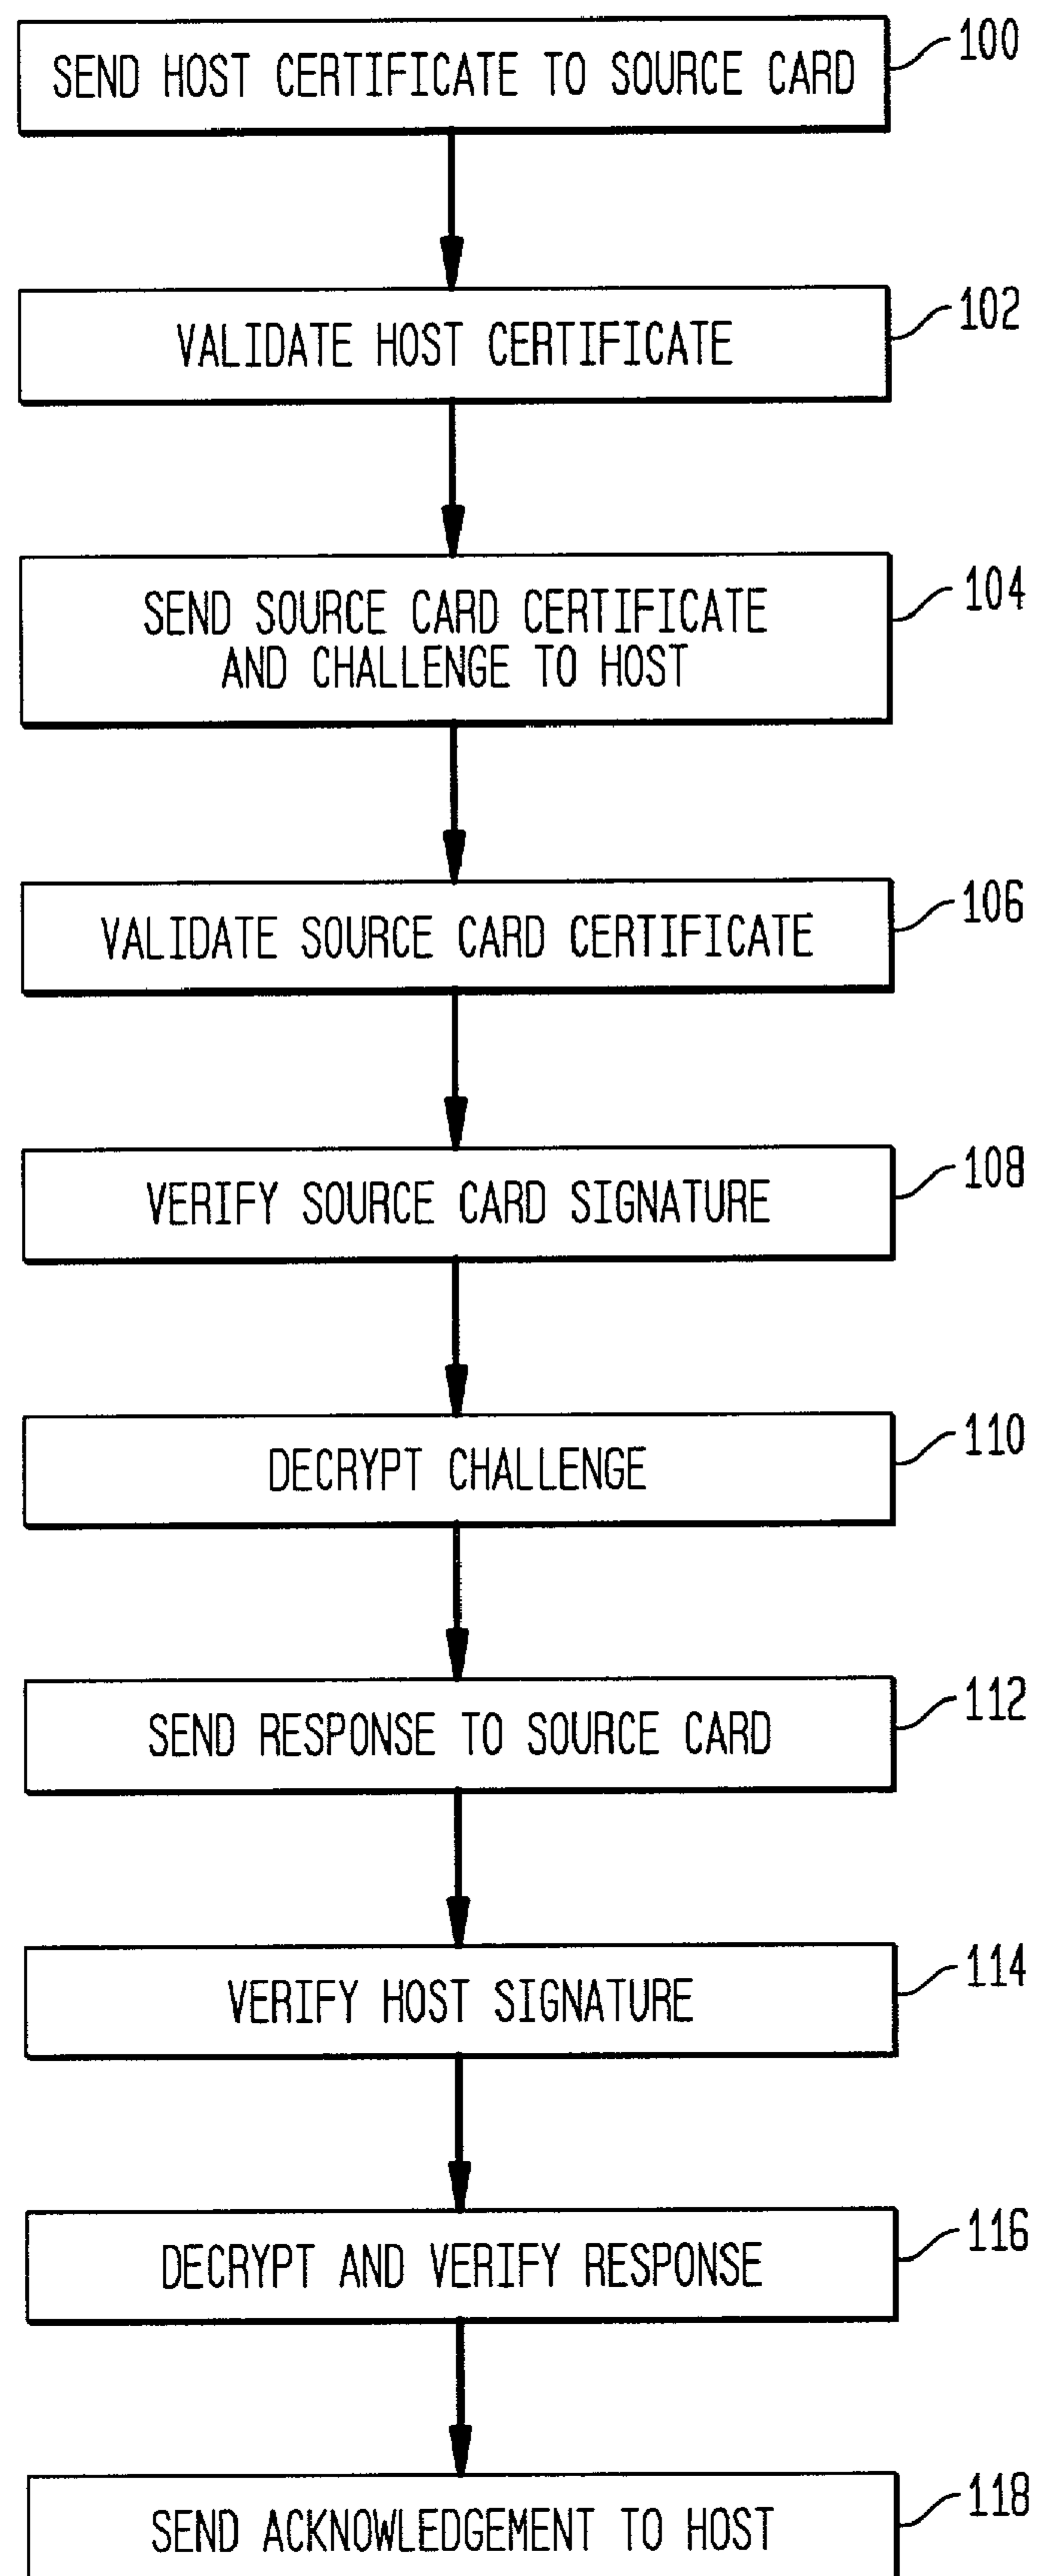 SEND HOST CERTIFICATE TO SOURCE CARD
100
VALIDATE HOST CERTIFICATE
102
SEND SOURCE CARD CERTIFICATE
AND CHALLENGE TO HOST
104
VALIDATE SOURCE CARD CERTIFICATE
106
VERIFY SOURCE CARD SIGNATURE
108
DECRYPT CHALLENGE
110
SEND RESPONSE TO SOURCE CARD
112
VERIFY HOST SIGNATURE
114
DECRYPT AND VERIFY RESPONSE
116
SEND ACKNOWLEDGEMENT TO HOST
118